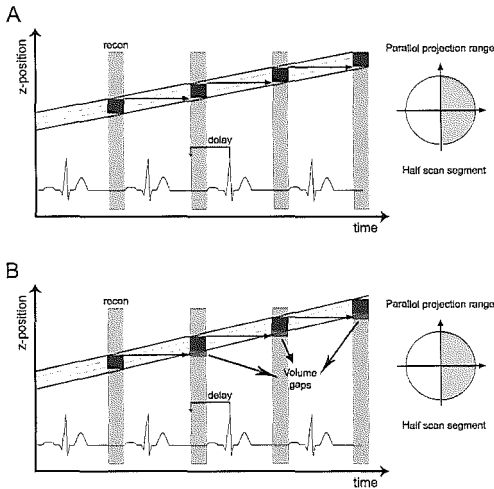 A
z-position
recon
delay
time
Parallel projection range
Half scan segment
B
z-position
recon
Volume
gaps
delay
time
Parallel projection range
Half scan segment